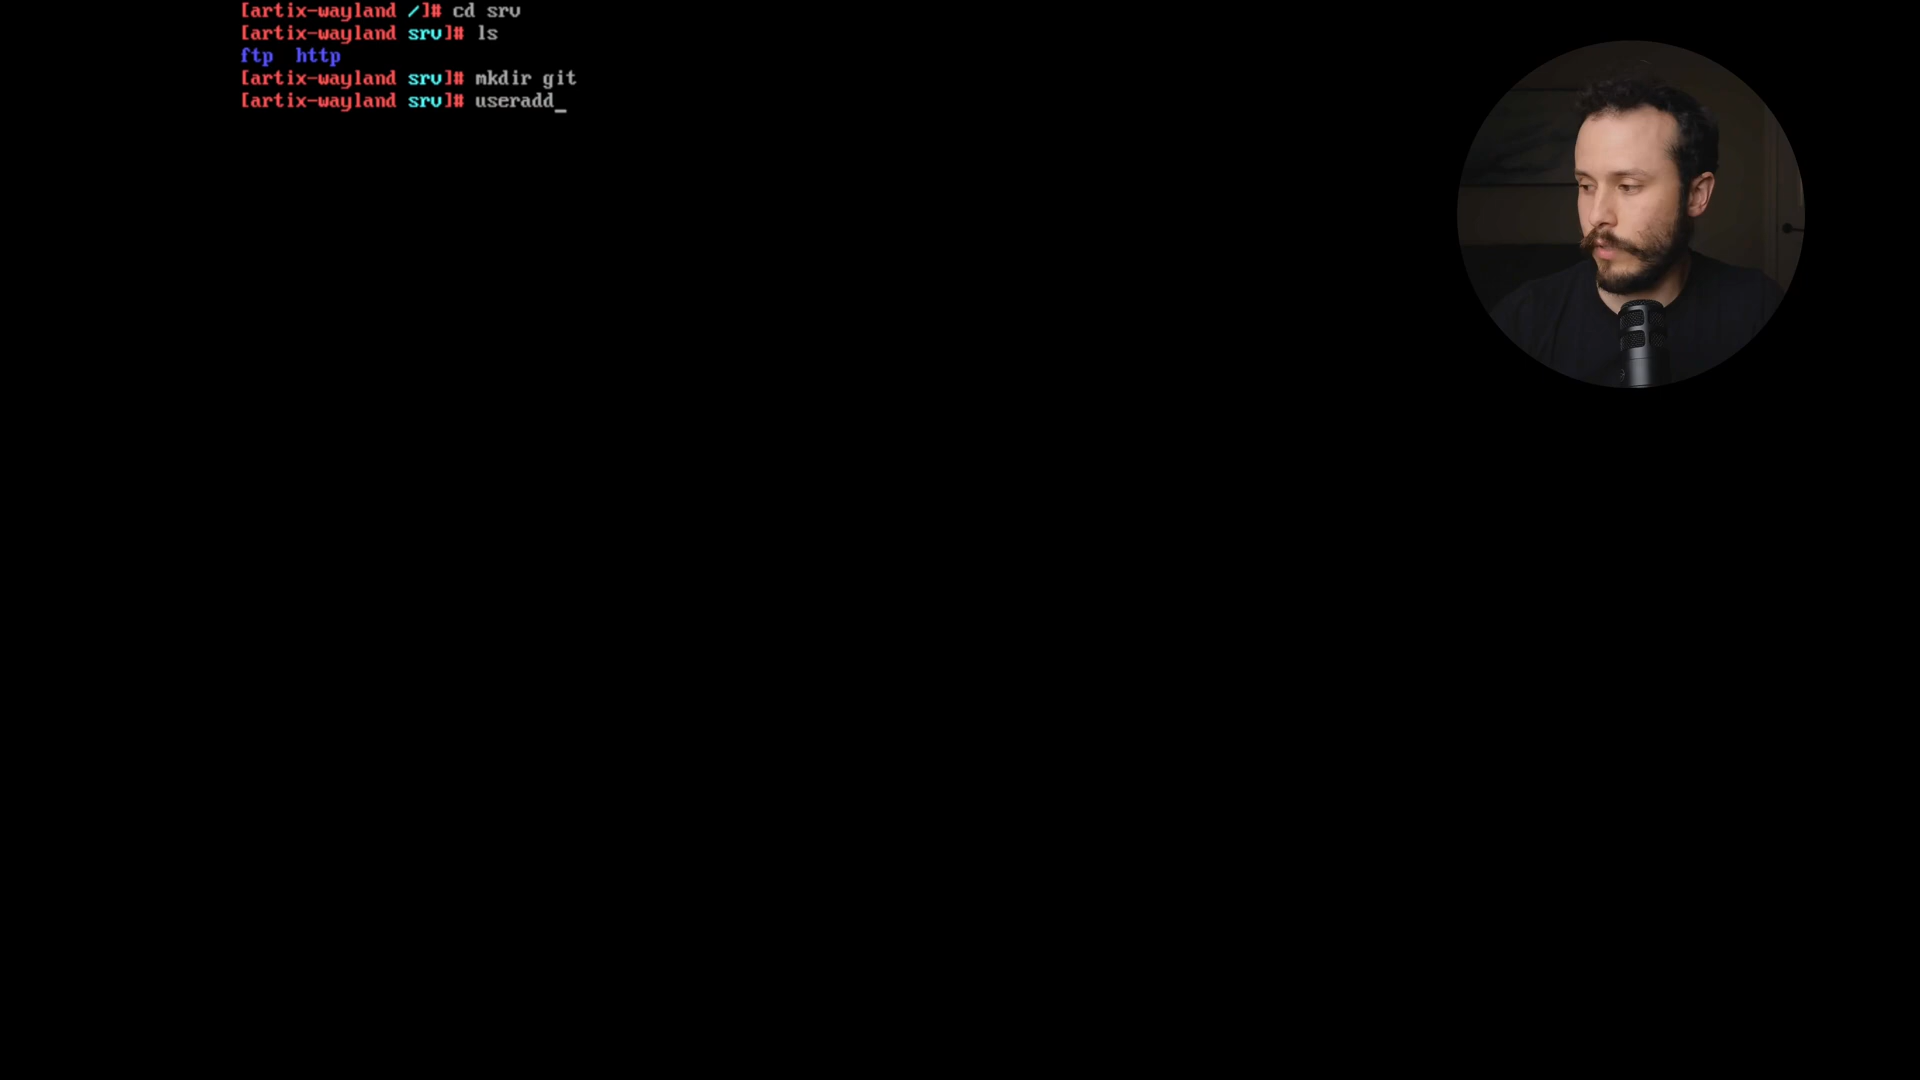 [artix-wayland /]# cd srv
[artix-wayland srv]# ls
ftp  http
[artix-wayland srv]# mkdir git
[artix-wayland srv]# useradd_